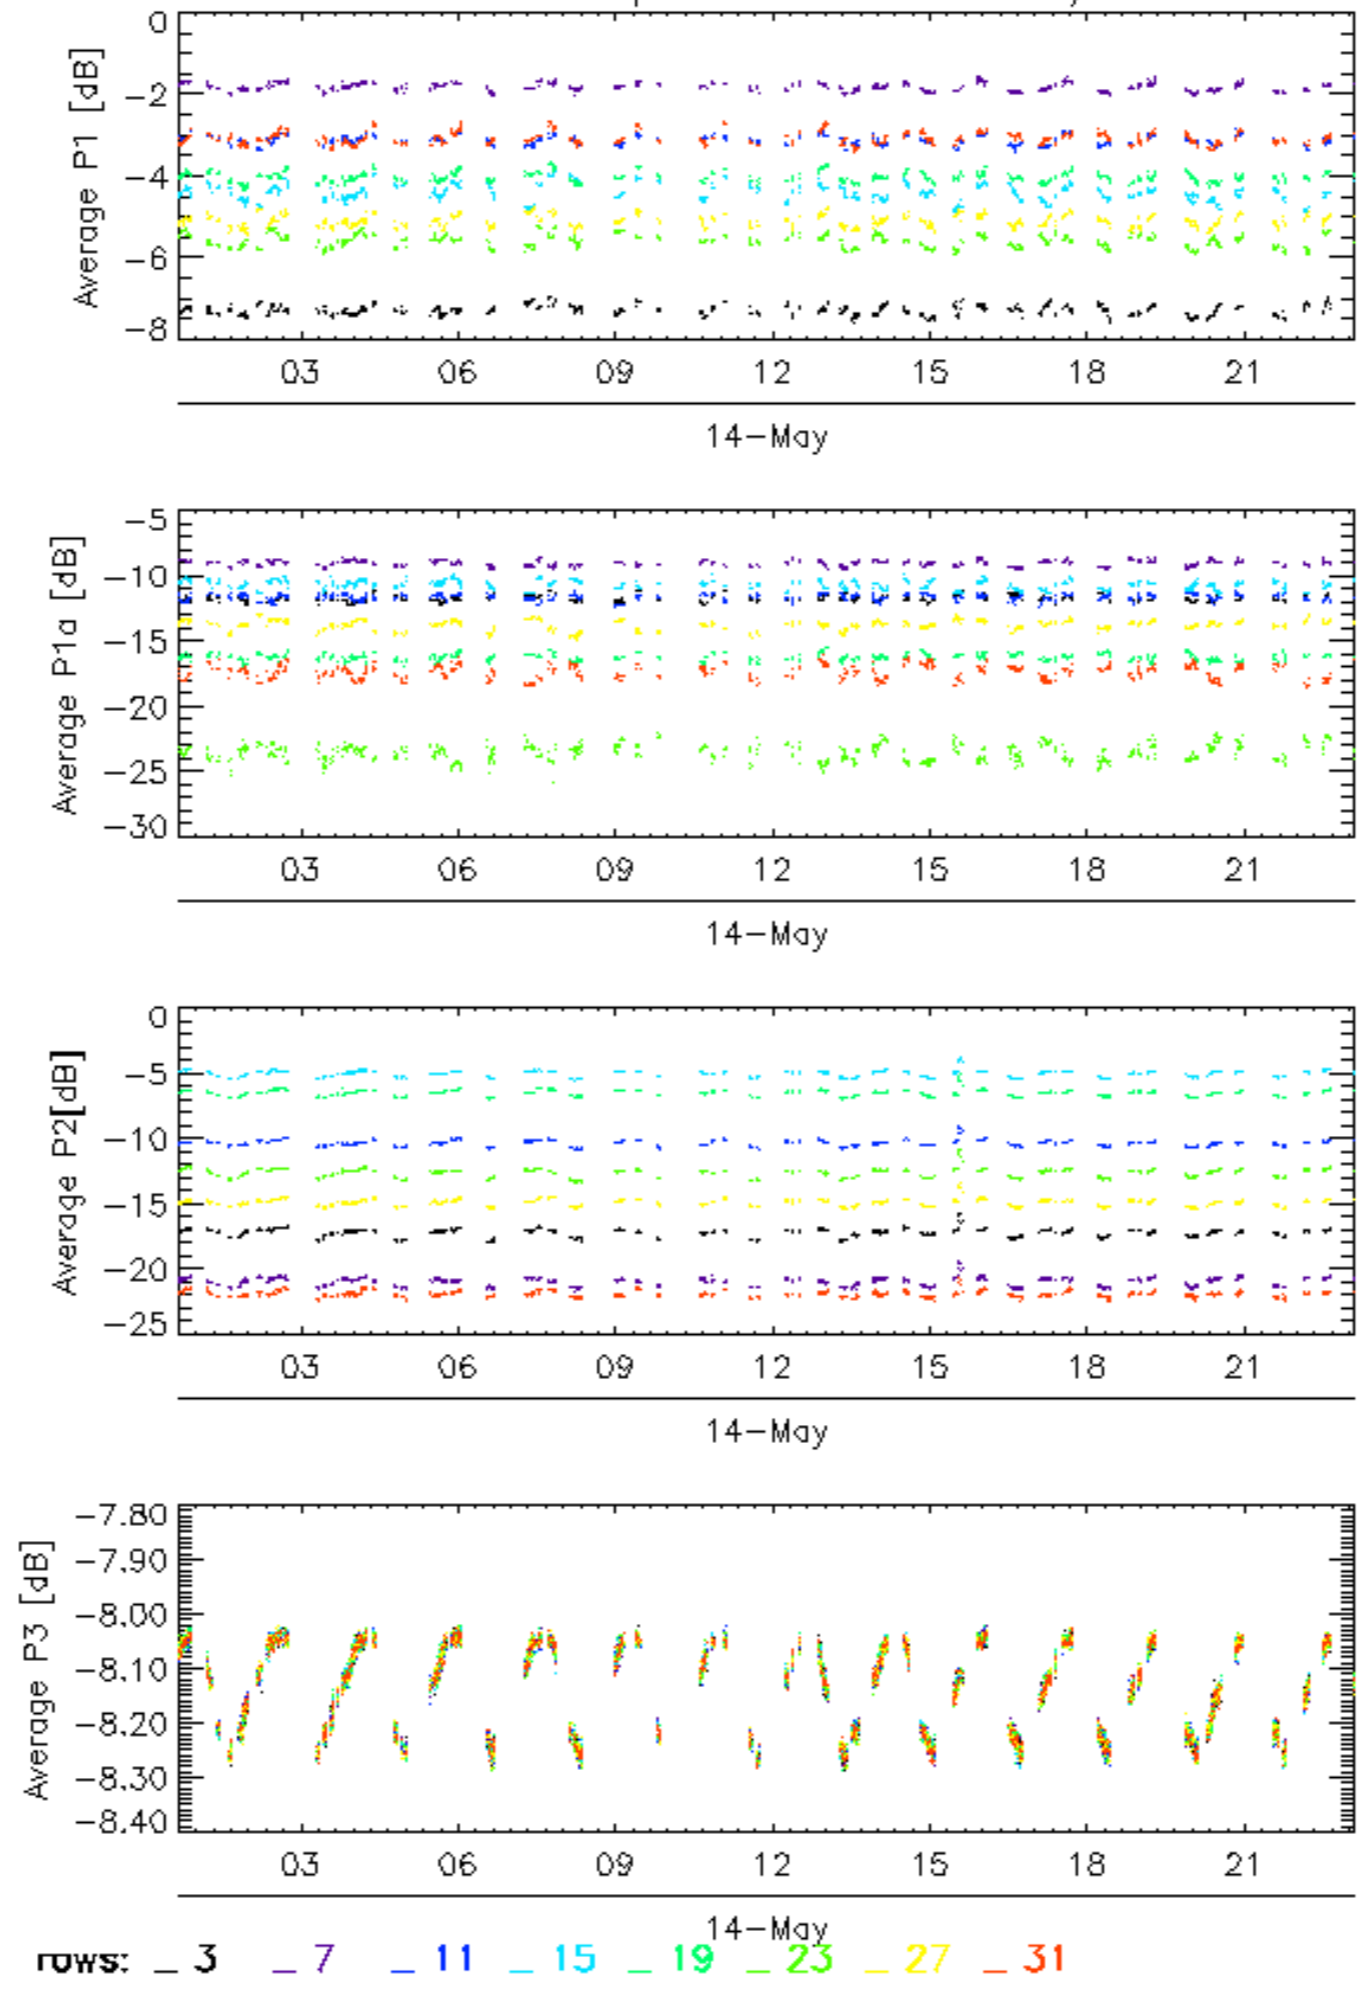 0
-2
-4
-6
-8
Average P1 [dB]
03 06 09 12 15 18 21
14-May
-5
-10
-15
-20
-25
-30
Average P1a [dB]
03 06 09 12 15 18 21
14-May
0
-5
-10
-15
-20
-25
Average P2[dB]
03 06 09 12 15 18 21
14-May
-7.80
-7.90
-8.00
-8.10
-8.20
-8.30
-8.40
Average P3 [dB]
03 06 09 12 15 18 21
14-May
rows: _ 3 _ 7 _ 11 _ 15 _ 19 _ 23 _ 27 _ 31